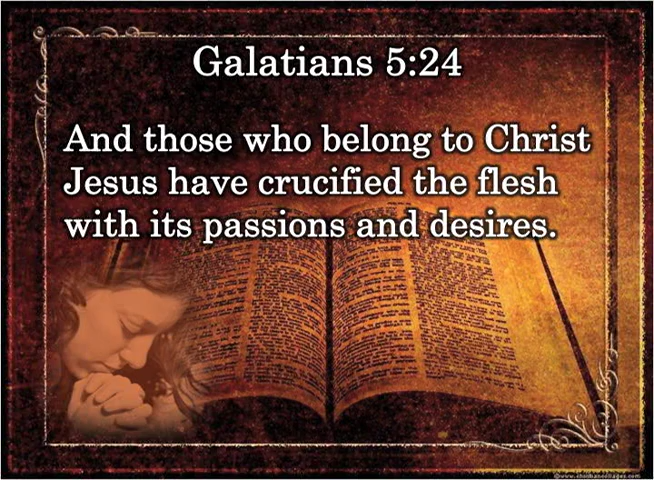 Galatians 5:24
And those who belong to Christ
Jesus have crucified the flesh
with its passions and desires.